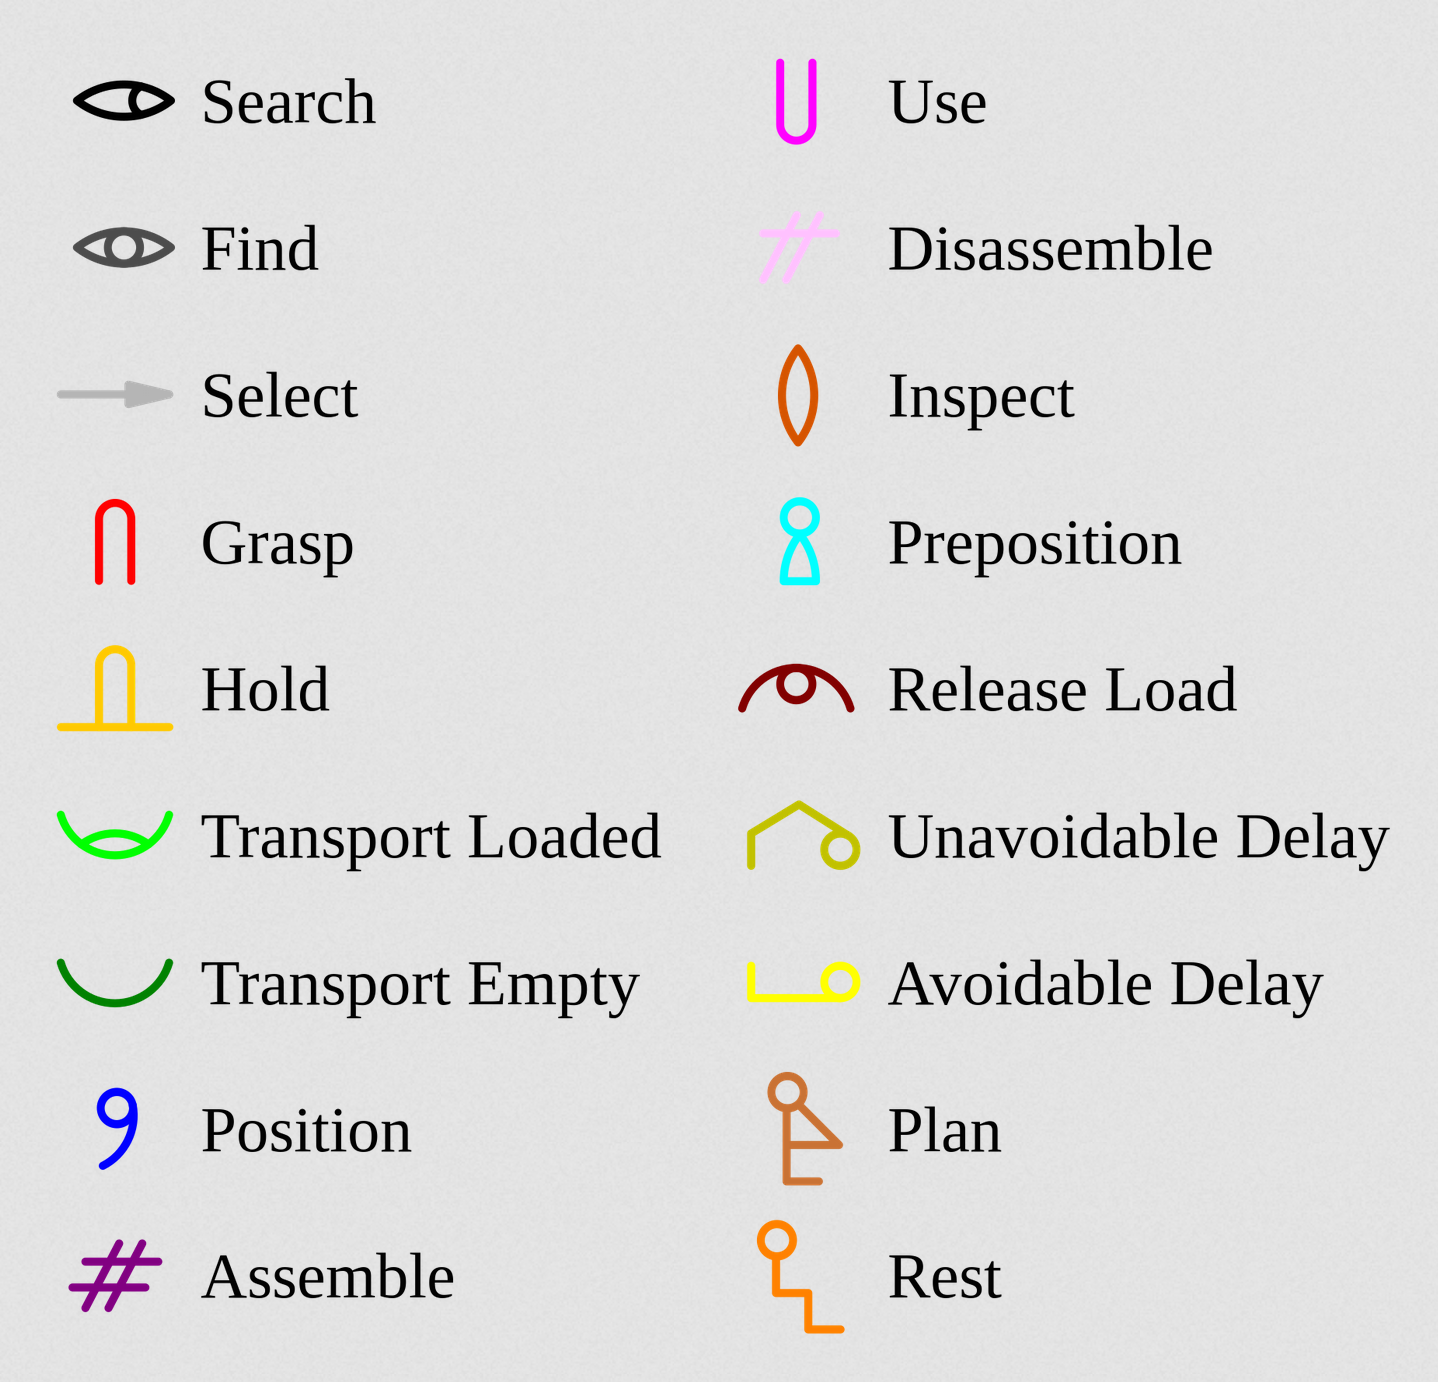 Search
Find
Select
Grasp
Hold
Transport Loaded
Transport Empty
Position
Assemble
Use
Disassemble
Inspect
Preposition
Release Load
Unavoidable Delay
Avoidable Delay
Plan
Rest